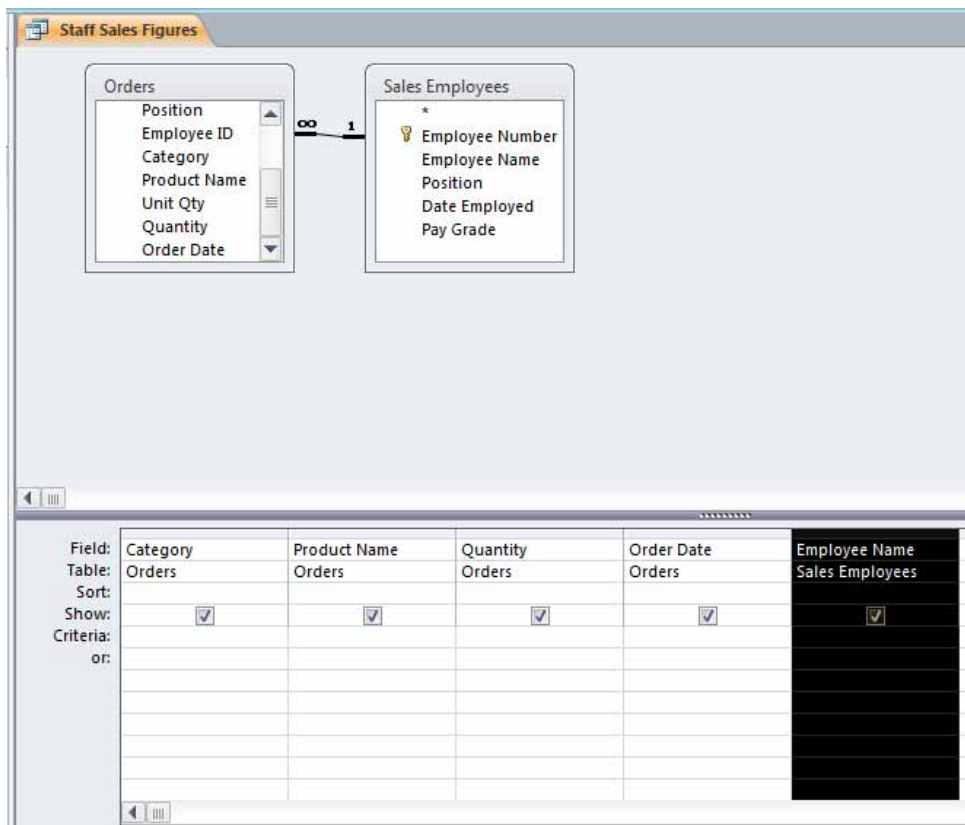 Staff Sales Figures
Orders
Position
Employee ID
Category
Product Name
Unit Qty
Quantity
Order Date
∞ 1
Sales Employees
*
Employee Number
Employee Name
Position
Date Employed
Pay Grade
Field: Category Product Name Quantity Order Date Employee Name
Table: Orders Orders Orders Orders Sales Employees
Sort:
Show:
Criteria:
or: